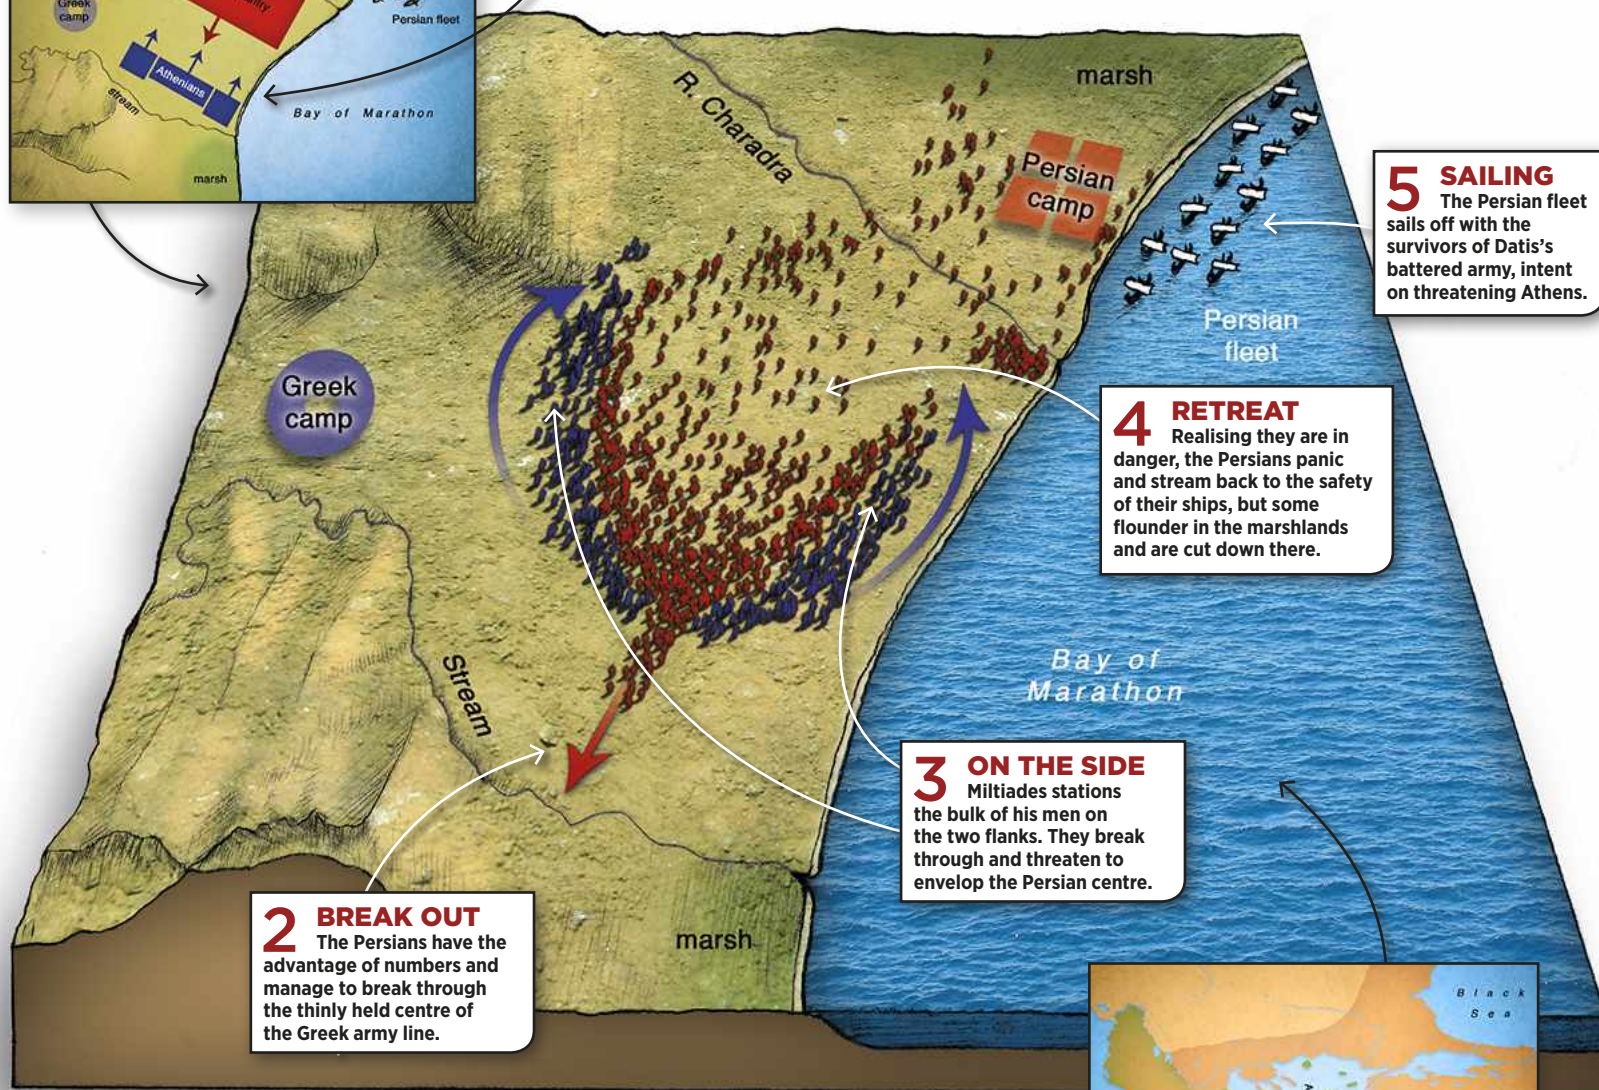 Greek
camp
Persian fleet
Athenians
stream
Bay of Marathon
marsh
R. Charadra
marsh
Persian
camp
5 SAILING
The Persian fleet
sails off with the
survivors of Datis's
battered army, intent
on threatening Athens.
Persian
fleet
Greek
camp
4 RETREAT
Realising they are in
danger, the Persians panic
and stream back to the safety
of their ships, but some
flounder in the marshlands
and are cut down there.
Stream
Bay of
Marathon
3 ON THE SIDE
Miltiades stations
the bulk of his men on
the two flanks. They break
through and threaten to
envelop the Persian centre.
2 BREAK OUT
The Persians have the
advantage of numbers and
manage to break through
the thinly held centre of
the Greek army line.
marsh
Black
Sea